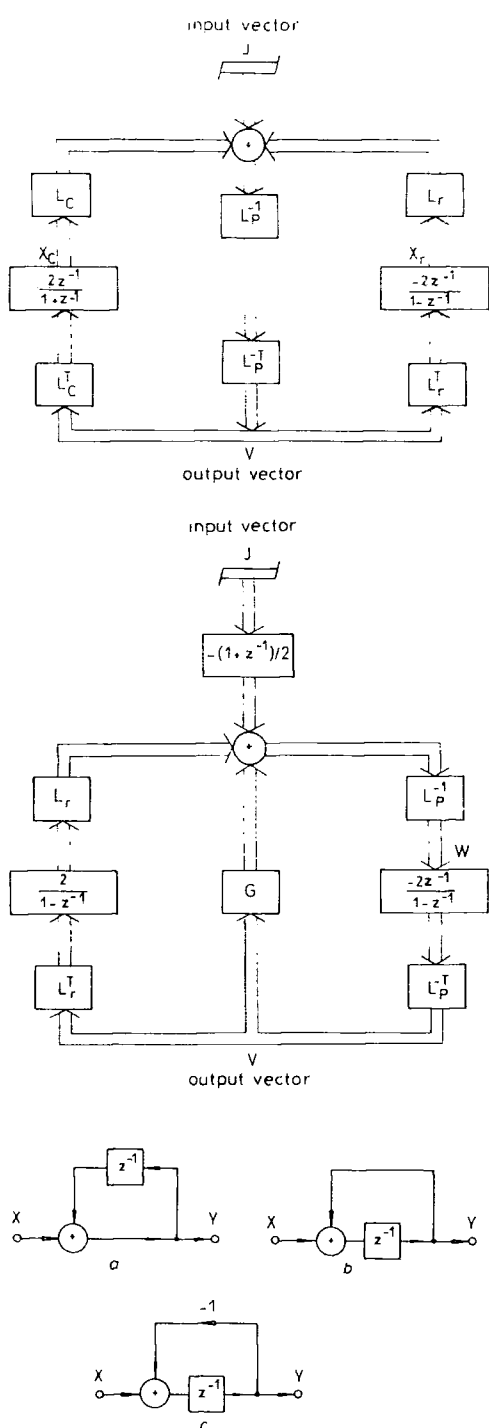 input vector
J
+
L_C L_P^{-1} L_r
X_C X_r
2z^{-1} / 1+z^{-1} -2z^{-1} / 1-z^{-1}
L_C^T L_P^{-T} L_r^T
V
output vector
input vector
J
-(1+z^{-1})/2
+
L_r L_P^{-1}
W
2 / 1-z^{-1} G -2z^{-1} / 1-z^{-1}
L_r^T L_P^{-T}
V
output vector
z^{-1}
X + Y X + z^{-1} Y
a b
-1
X + z^{-1} Y
c